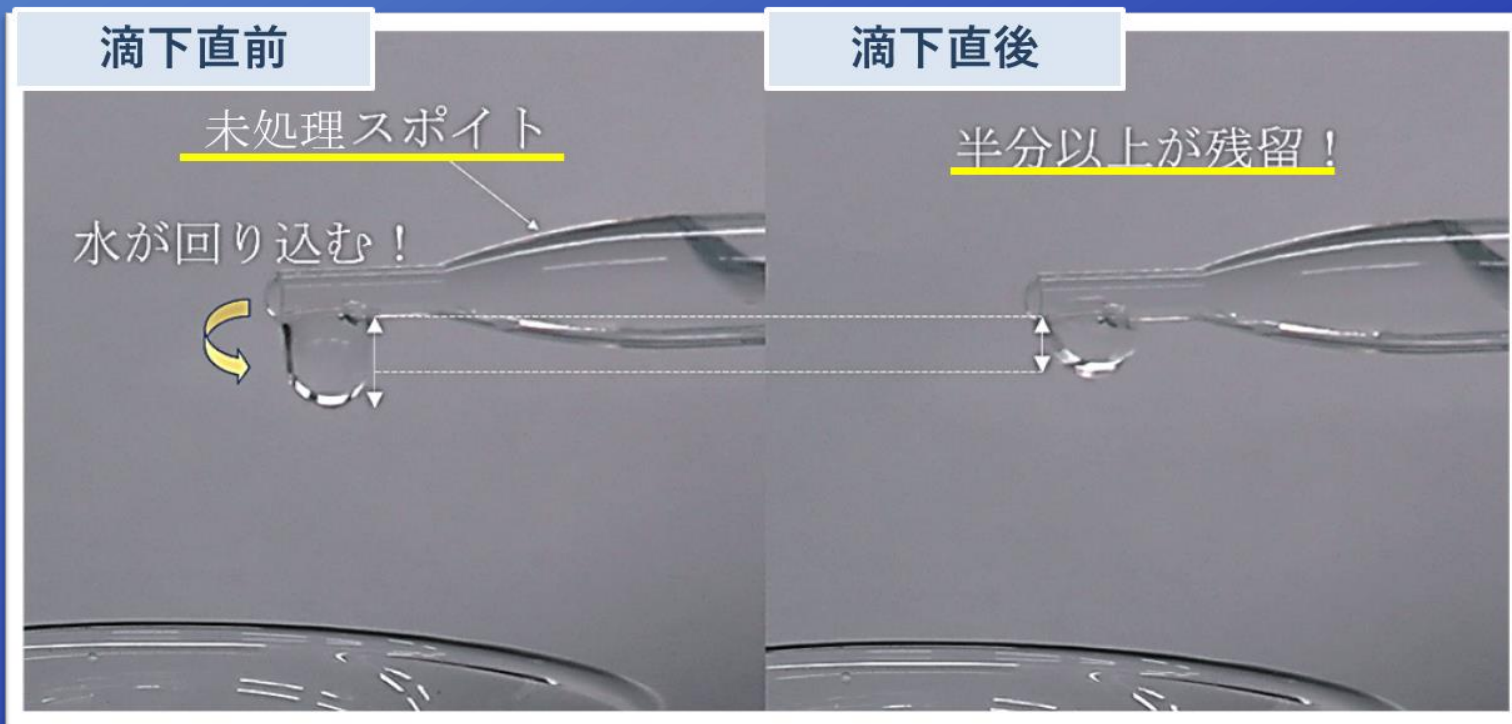 滴下直前
滴下直後
未処理スポイト
半分以上が残留！
水が回り込む！